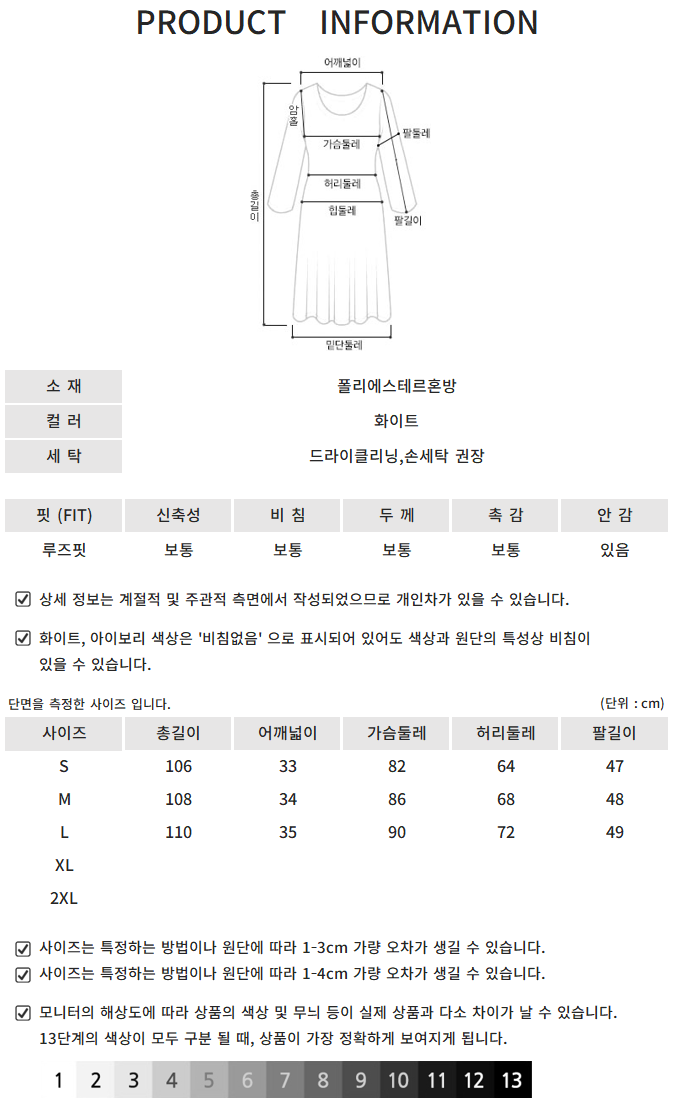 PRODUCT INFORMATION
어깨넓이
암홀
팔둘레
가슴둘레
허리둘레
총길이
힙둘레
팔길이
밑단둘레
소 재 폴리에스테르혼방
컬 러 화이트
세 탁 드라이클리닝,손세탁 권장
핏 (FIT) 신축성 비 침 두 께 촉 감 안 감
루즈핏 보통 보통 보통 보통 있음
상세 정보는 계절적 및 주관적 측면에서 작성되었으므로 개인차가 있을 수 있습니다.
화이트, 아이보리 색상은 '비침없음' 으로 표시되어 있어도 색상과 원단의 특성상 비침이
있을 수 있습니다.
단면을 측정한 사이즈 입니다. (단위 : cm)
사이즈 총길이 어깨넓이 가슴둘레 허리둘레 팔길이
S 106 33 82 64 47
M 108 34 86 68 48
L 110 35 90 72 49
XL
2XL
사이즈는 특정하는 방법이나 원단에 따라 1-3cm 가량 오차가 생길 수 있습니다.
사이즈는 특정하는 방법이나 원단에 따라 1-4cm 가량 오차가 생길 수 있습니다.
모니터의 해상도에 따라 상품의 색상 및 무늬 등이 실제 상품과 다소 차이가 날 수 있습니다.
13단계의 색상이 모두 구분 될 때, 상품이 가장 정확하게 보여지게 됩니다.
1 2 3 4 5 6 7 8 9 10 11 12 13